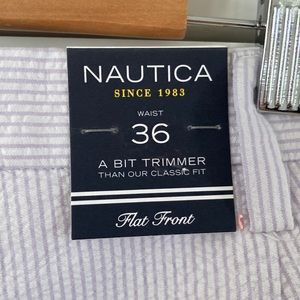 NAUTICA
SINCE 1983
WAIST
36
A BIT TRIMMER
THAN OUR CLASSIC FIT
Flat Front